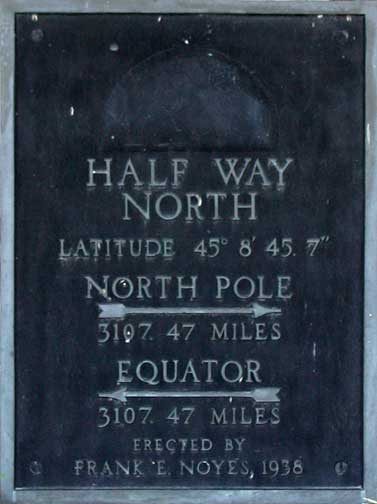 HALF WAY
NORTH
LATITUDE 45° 8' 45. 7"
NORTH POLE
3107. 47 MILES
EQUATOR
3107. 47 MILES
ERECTED BY
FRANK E. NOYES, 1938